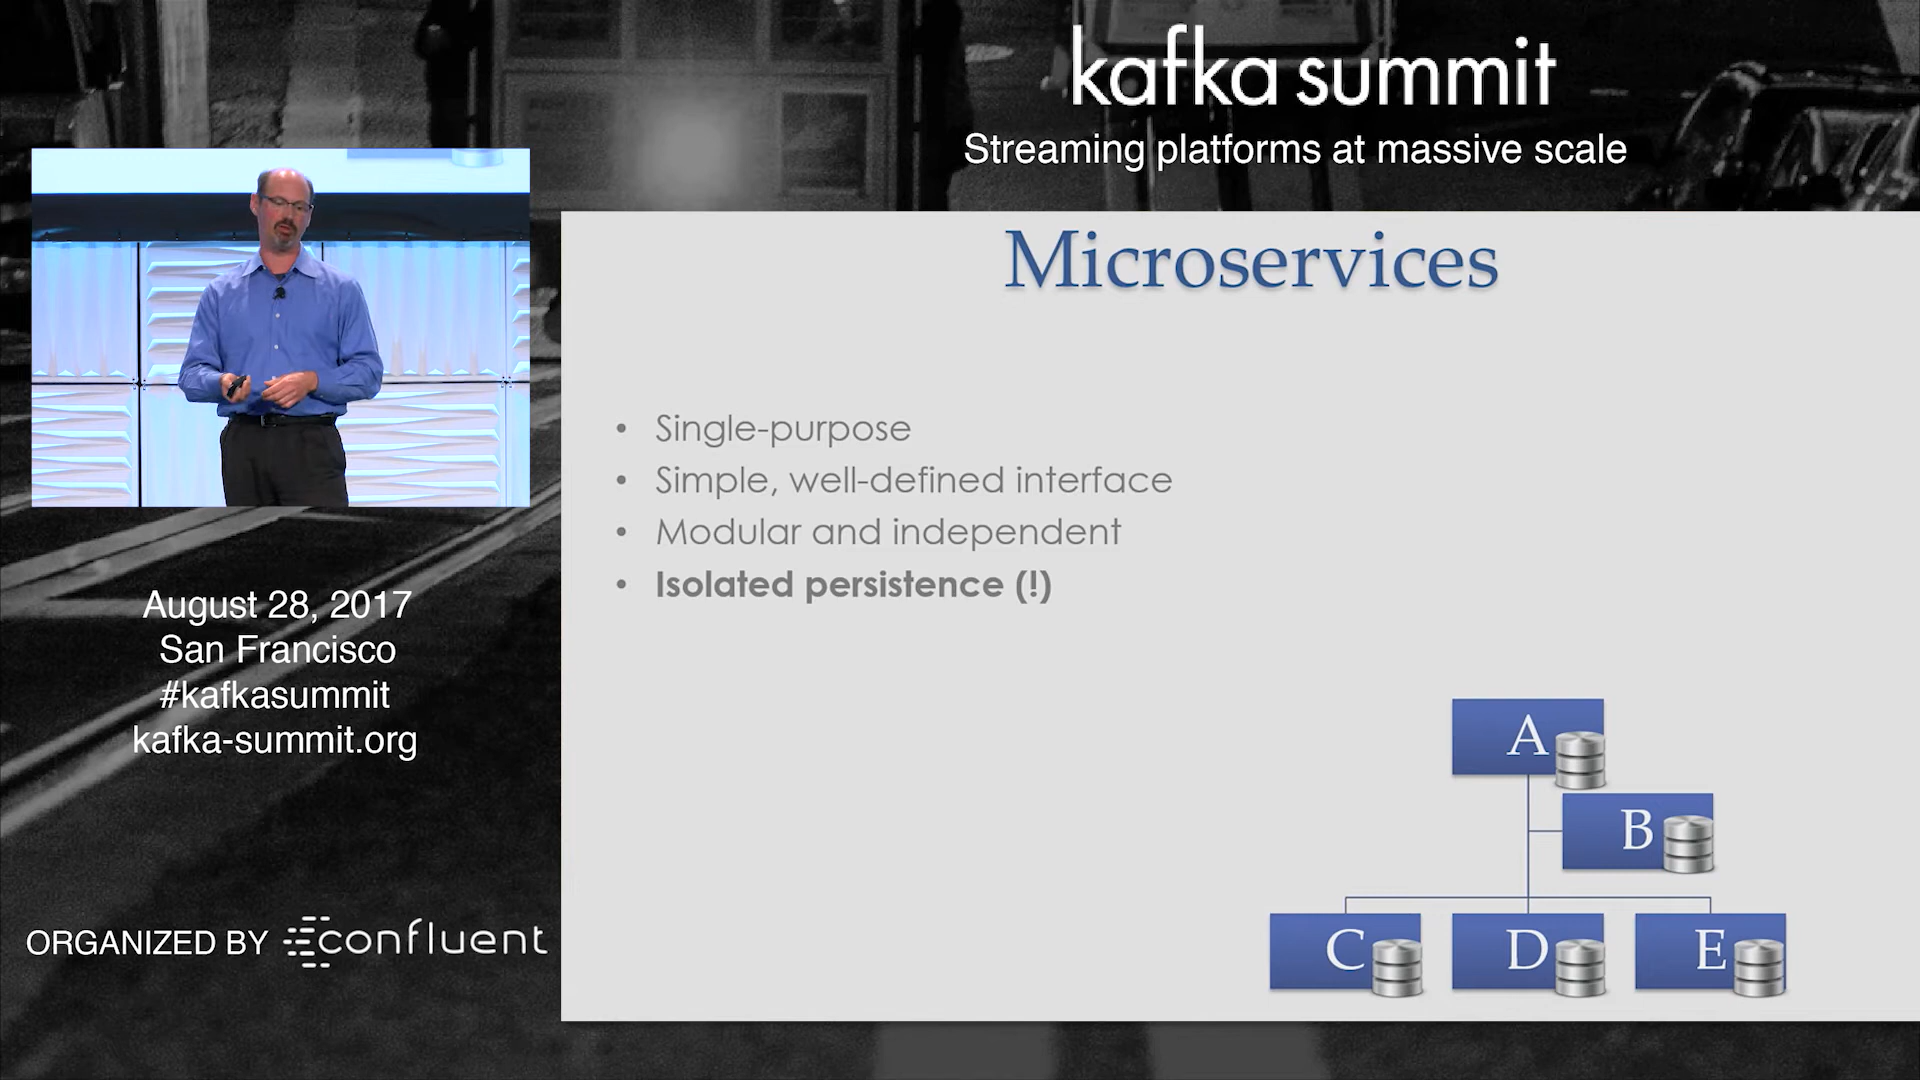 kafka summit
Streaming platforms at massive scale
Microservices
• Single-purpose
• Simple, well-defined interface
• Modular and independent
• Isolated persistence (!)
A
B
C D E
August 28, 2017
San Francisco
#kafkasummit
kafka-summit.org
ORGANIZED BY confluent